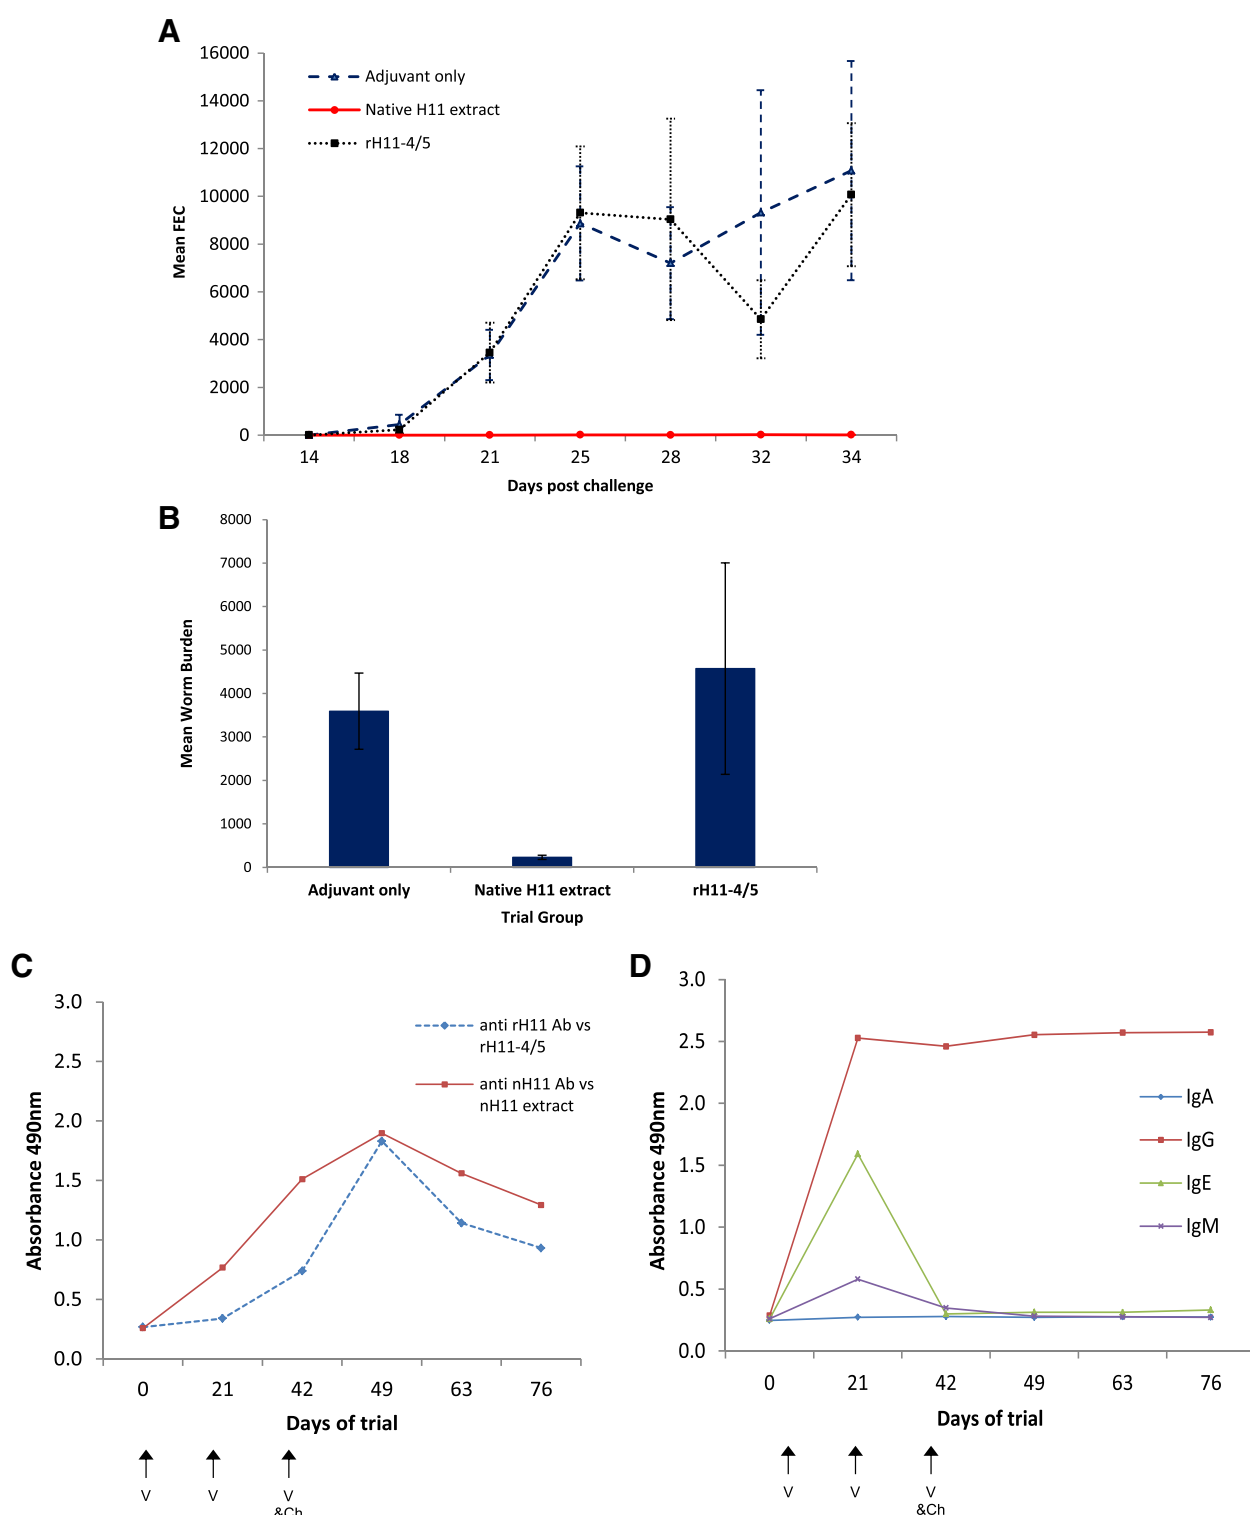 A
16000
14000
12000
10000
8000
6000
4000
2000
0
Mean FEC
Adjuvant only
Native H11 extract
rH11-4/5
14 18 21 25 28 32 34
Days post challenge
B
8000
7000
6000
5000
4000
3000
2000
1000
0
Mean Worm Burden
Adjuvant only Native H11 extract rH11-4/5
Trial Group
C
3.0
2.5
2.0
1.5
1.0
0.5
0.0
Absorbance 490nm
anti rH11 Ab vs
rH11-4/5
anti nH11 Ab vs
nH11 extract
0 21 42 49 63 76
Days of trial
V V V
&Ch
D
3.0
2.5
2.0
1.5
1.0
0.5
0.0
Absorbance 490nm
IgA
IgG
IgE
IgM
0 21 42 49 63 76
Days of trial
V V V
&Ch